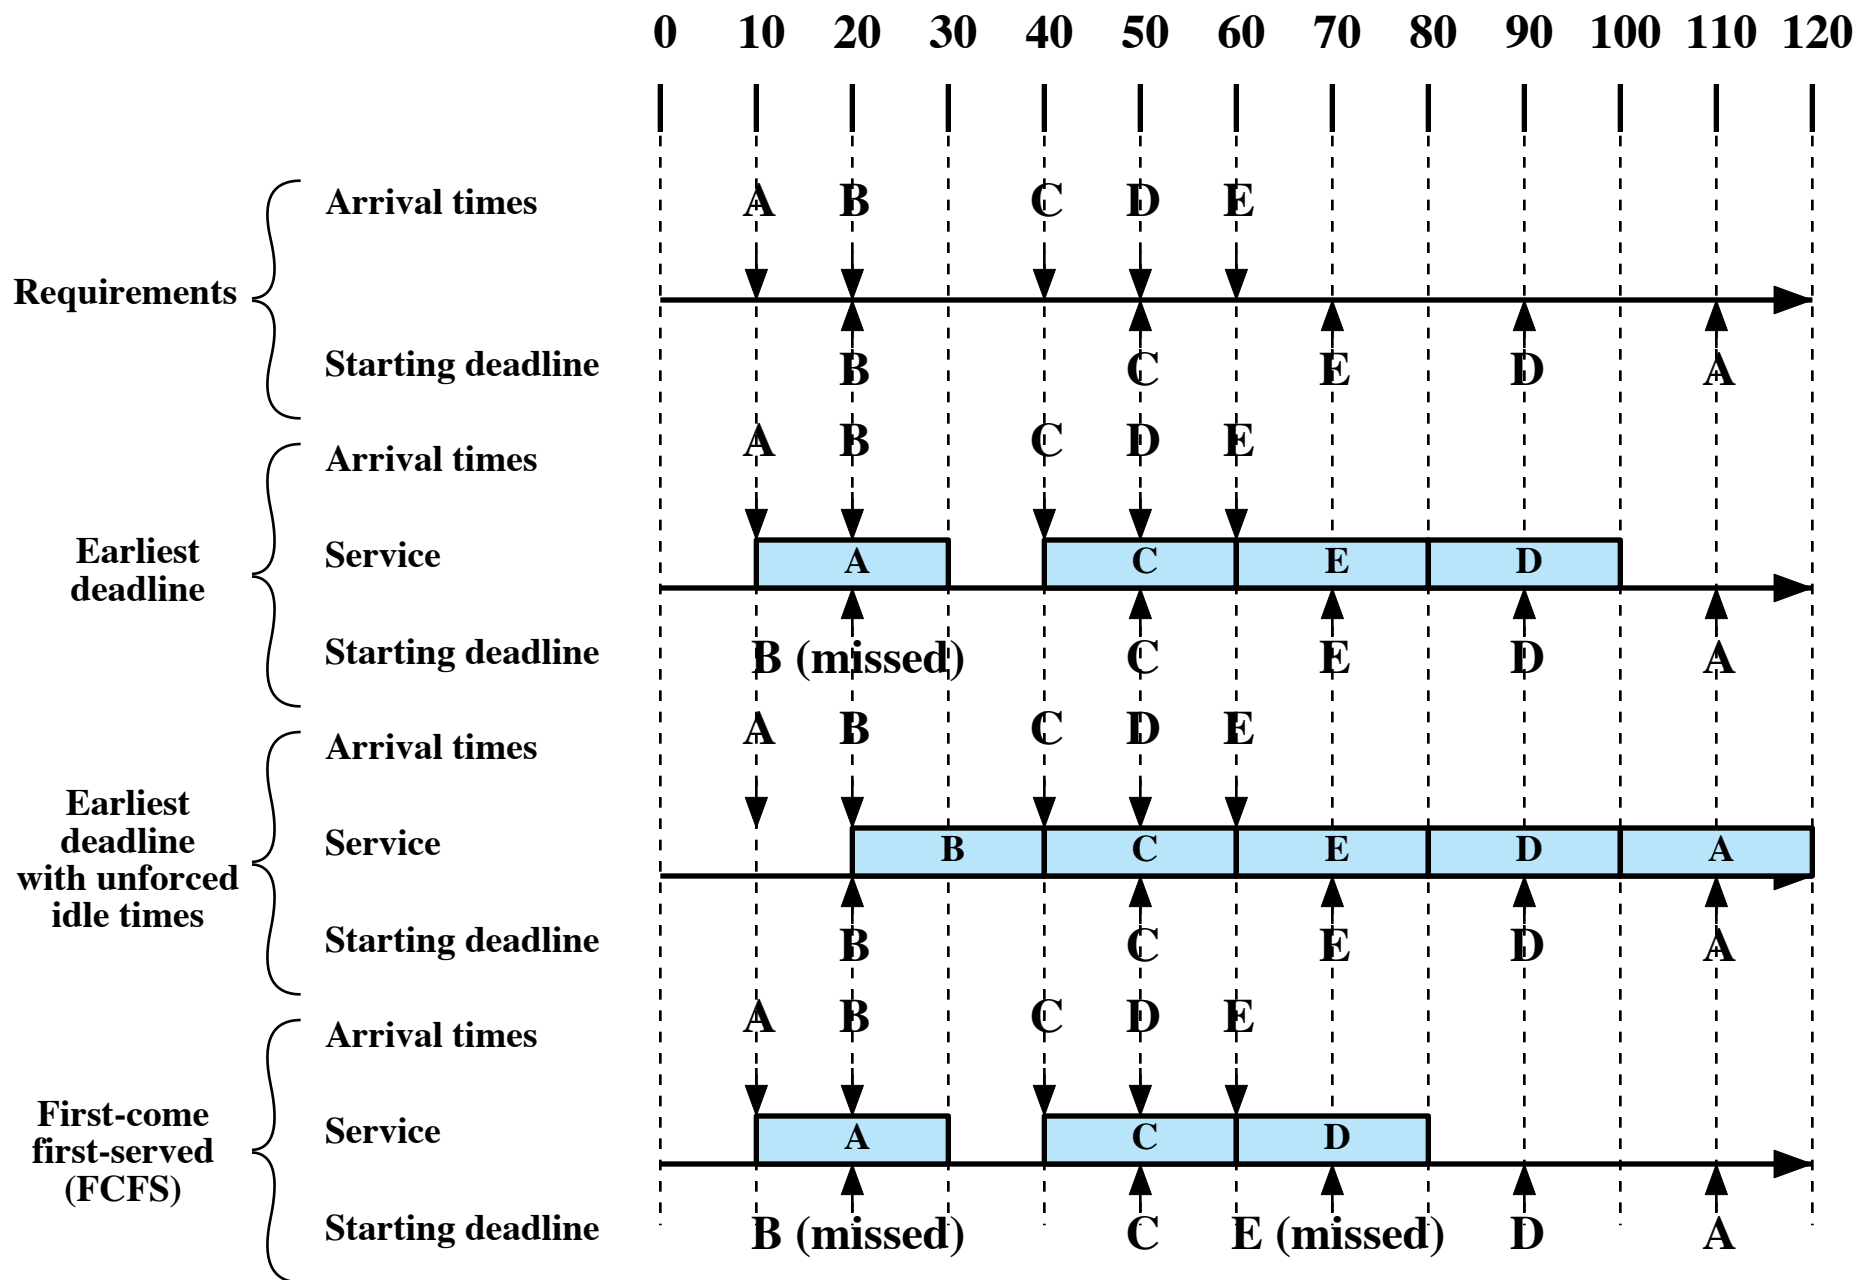 0 10 20 30 40 50 60 70 80 90 100 110 120
Requirements
Arrival times
A B C D E
Starting deadline
B C E D A
Earliest
deadline
Arrival times
A B C D E
Service
A C E D
Starting deadline
B (missed) C E D A
Earliest
deadline
with unforced
idle times
Arrival times
A B C D E
Service
B C E D A
Starting deadline
B C E D A
First-come
first-served
(FCFS)
Arrival times
A B C D E
Service
A C D
Starting deadline
B (missed) C E (missed) D A